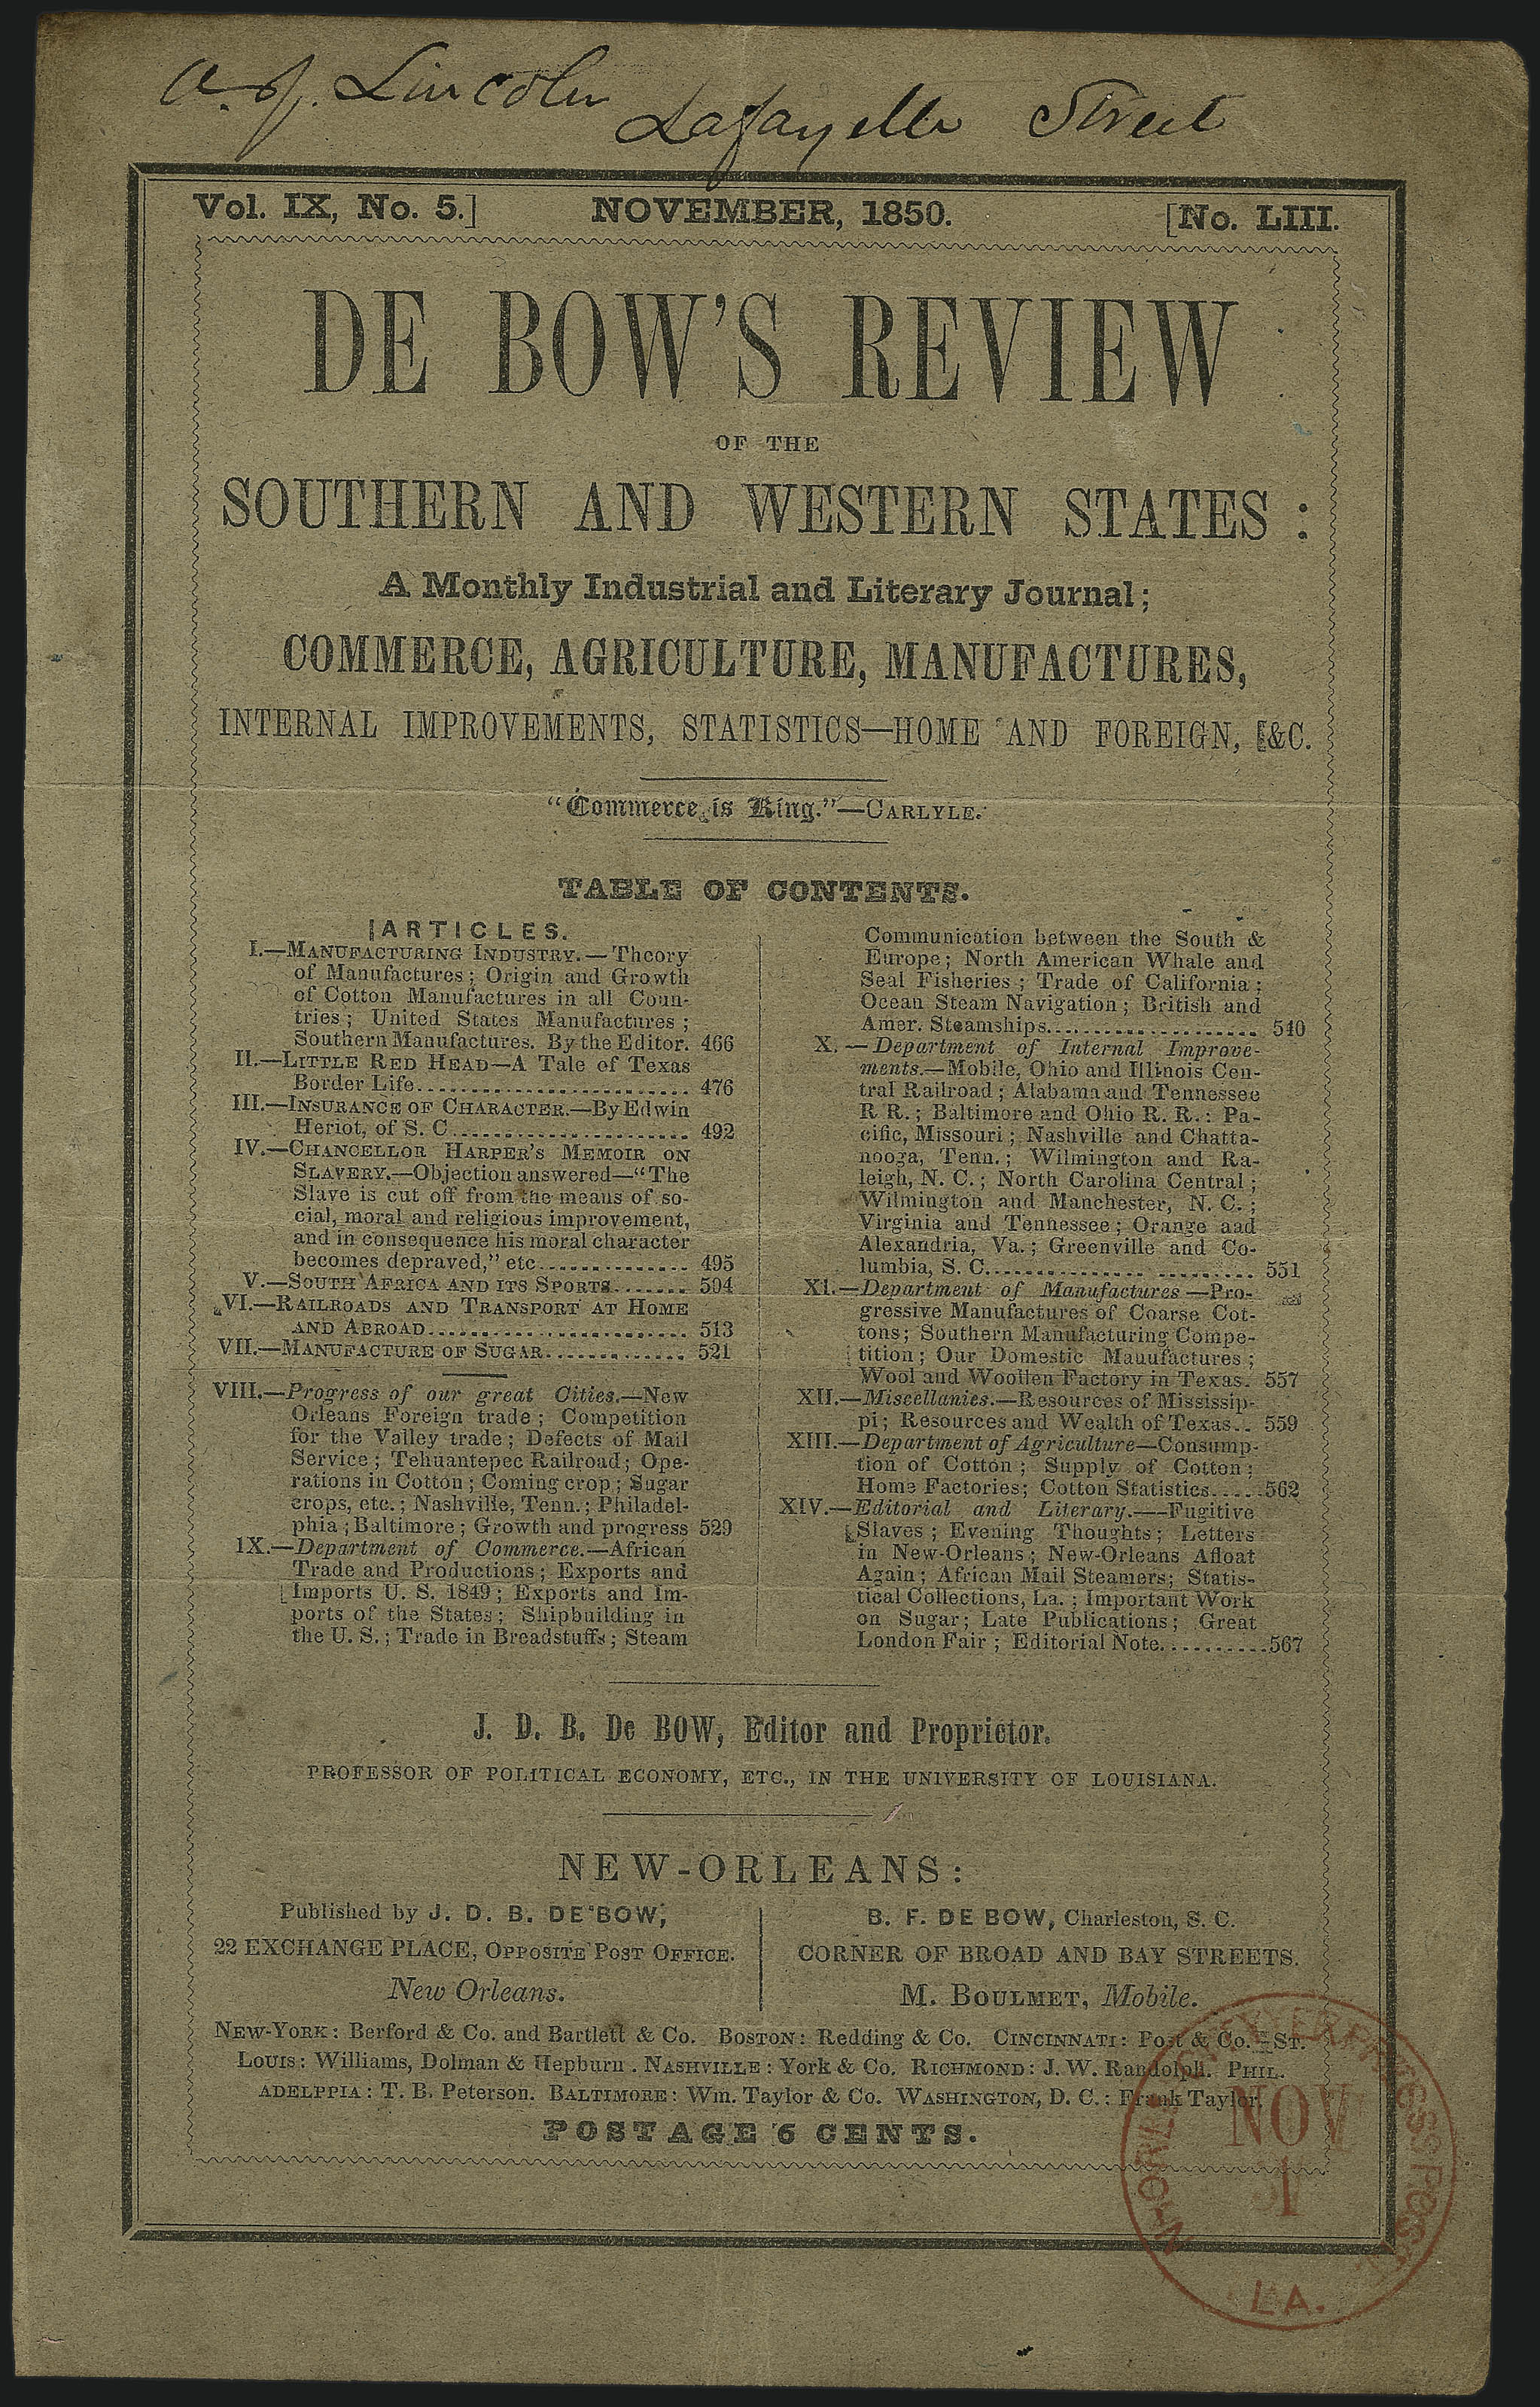 A. J. Lincoln
Lafayette Street
Vol. IX, No. 5.] NOVEMBER, 1850. [No. LIII.
DE BOW'S REVIEW
OF THE
SOUTHERN AND WESTERN STATES:
A Monthly Industrial and Literary Journal;
COMMERCE, AGRICULTURE, MANUFACTURES,
INTERNAL IMPROVEMENTS, STATISTICS—HOME AND FOREIGN, [&C.
"Commerce is King."—CARLYLE.
TABLE OF CONTENTS.
[ARTICLES.
I.—MANUFACTURING INDUSTRY.—Theory
of Manufactures; Origin and Growth
of Cotton Manufactures in all Coun-
tries; United States Manufactures;
Southern Manufactures. By the Editor. 466
II.—LITTLE RED HEAD—A Tale of Texas
Border Life........................... 476
III.—INSURANCE OF CHARACTER.—By Edwin
Heriot, of S. C....................... 492
IV.—CHANCELLOR HARPER'S MEMOIR ON
SLAVERY.—Objection answered—"The
Slave is cut off from the means of so-
cial, moral and religious improvement,
and in consequence his moral character
becomes depraved," etc............... 495
V.—SOUTH AFRICA AND ITS SPORTS....... 594
VI.—RAILROADS AND TRANSPORT AT HOME
AND ABROAD.......................... 513
VII.—MANUFACTURE OF SUGAR............. 521
VIII.—Progress of our great Cities.—New
Orleans Foreign trade; Competition
for the Valley trade; Defects of Mail
Service; Tehuantepec Railroad; Ope-
rations in Cotton; Coming crop; Sugar
crops, etc.; Nashville, Tenn.; Philadel-
phia; Baltimore; Growth and progress 529
IX.—Department of Commerce.—African
Trade and Productions; Exports and
[Imports U. S. 1849; Exports and Im-
ports of the States; Shipbuilding in
the U. S.; Trade in Breadstuffs; Steam
Communication between the South &
Europe; North American Whale and
Seal Fisheries; Trade of California;
Ocean Steam Navigation; British and
Amer. Steamships..................... 540
X.—Department of Internal Improve-
ments.—Mobile, Ohio and Illinois Cen-
tral Railroad; Alabama and Tennessee
R R.; Baltimore and Ohio R. R.: Pa-
cific, Missouri; Nashville and Chatta-
nooga, Tenn.; Wilmington and Ra-
leigh, N. C.; North Carolina Central;
Wilmington and Manchester, N. C.;
Virginia and Tennessee; Orange aad
Alexandria, Va.; Greenville and Co-
lumbia, S. C......................... 551
XI.—Department of Manufactures—Pro-
gressive Manufactures of Coarse Cot-
tons; Southern Manufacturing Compe-
tition; Our Domestic Manufactures;
Wool and Woollen Factory in Texas. 557
XII.—Miscellanies.—Resources of Mississip-
pi; Resources and Wealth of Texas.. 559
XIII.—Department of Agriculture—Consump-
tion of Cotton; Supply of Cotton;
Home Factories; Cotton Statistics.....562
XIV.—Editorial and Literary.—Fugitive
[Slaves; Evening Thoughts; Letters
in New-Orleans; New-Orleans Afloat
Again; African Mail Steamers; Statis-
tical Collections, La.; Important Work
on Sugar; Late Publications; Great
London Fair; Editorial Note..........567
J. D. B. De BOW, Editor and Proprietor.
PROFESSOR OF POLITICAL ECONOMY, ETC., IN THE UNIVERSITY OF LOUISIANA.
NEW-ORLEANS:
Published by J. D. B. DE BOW,
22 EXCHANGE PLACE, OPPOSITE POST OFFICE.
New Orleans.
B. F. DE BOW, Charleston, S. C.
CORNER OF BROAD AND BAY STREETS.
M. BOULMET, Mobile.
NEW-YORK: Berford & Co. and Bartlett & Co. BOSTON: Redding & Co. CINCINNATI: Post & Co.—ST.
LOUIS: Williams, Dolman & Hepburn. NASHVILLE: York & Co. RICHMOND: J. W. Randolph. PHIL-
ADELPPIA: T. B. Peterson. BALTIMORE: Wm. Taylor & Co. WASHINGTON, D. C.: Frank Taylor.
POSTAGE 6 CENTS.
NOV
1
LA.